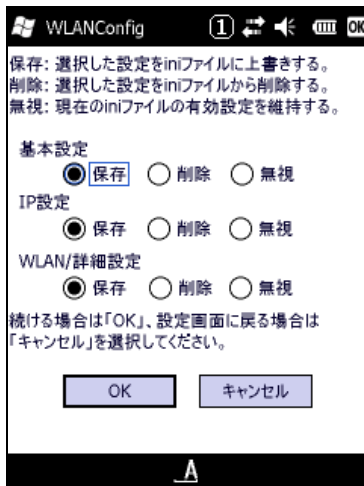 WLANConfig 1 OK
保存: 選択した設定をiniファイルに上書きする。
削除: 選択した設定をiniファイルから削除する。
無視: 現在のiniファイルの有効設定を維持する。
基本設定
保存 削除 無視
IP設定
保存 削除 無視
WLAN/詳細設定
保存 削除 無視
続ける場合は「OK」、設定画面に戻る場合は
「キャンセル」を選択してください。
OK キャンセル
A